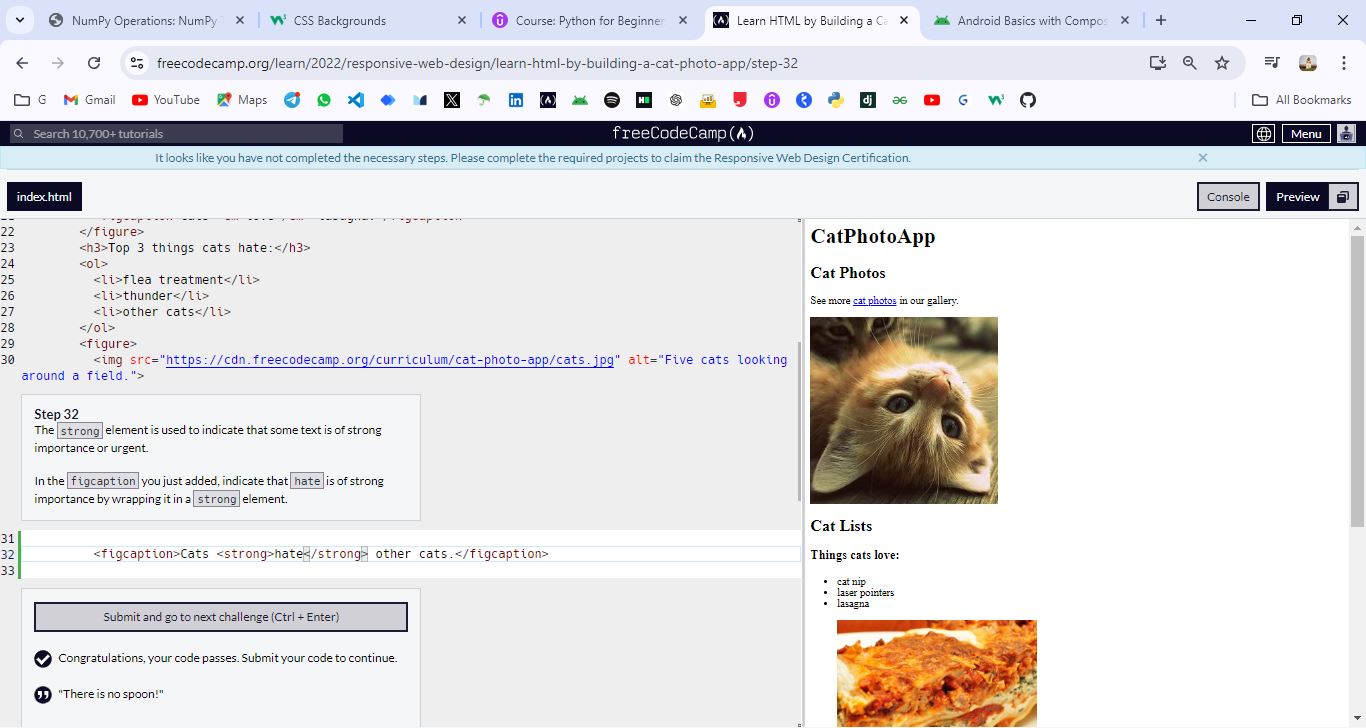 NumPy Operations: NumPy
CSS Backgrounds
Course: Python for Beginner
Learn HTML by Building a Ca
Android Basics with Compos
freecodecamp.org/learn/2022/responsive-web-design/learn-html-by-building-a-cat-photo-app/step-32
G
Gmail
YouTube
Maps
All Bookmarks
Search 10,700+ tutorials
freeCodeCamp
Menu
It looks like you have not completed the necessary steps. Please complete the required projects to claim the Responsive Web Design Certification.
index.html
Console
Preview
22 </figure>
23 <h3>Top 3 things cats hate:</h3>
24 <ol>
25 <li>flea treatment</li>
26 <li>thunder</li>
27 <li>other cats</li>
28 </ol>
29 <figure>
30 <img src="https://cdn.freecodecamp.org/curriculum/cat-photo-app/cats.jpg" alt="Five cats looking
around a field.">
Step 32
The strong element is used to indicate that some text is of strong
importance or urgent.
In the figcaption you just added, indicate that hate is of strong
importance by wrapping it in a strong element.
31
32 <figcaption>Cats <strong>hate</strong> other cats.</figcaption>
33
Submit and go to next challenge (Ctrl + Enter)
Congratulations, your code passes. Submit your code to continue.
"There is no spoon!"
CatPhotoApp
Cat Photos
See more cat photos in our gallery.
Cat Lists
Things cats love:
cat nip
laser pointers
lasagna